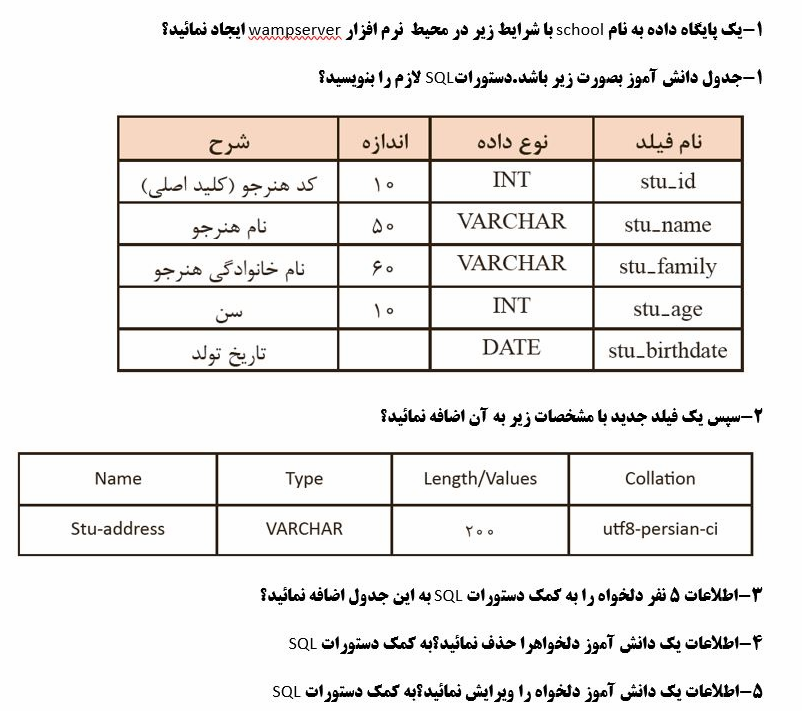 ۱-یک پایگاه داده به نام school با شرایط زیر در محیط نرم افزار wampserver ایجاد نمائید؟
۱-جدول دانش آموز بصورت زیر باشد.دستورات SQL لازم را بنویسید؟
نام فیلد نوع داده اندازه شرح
stu_id INT ۱۰ کد هنرجو (کلید اصلی)
stu_name VARCHAR ۵۰ نام هنرجو
stu_family VARCHAR ۶۰ نام خانوادگی هنرجو
stu_age INT ۱۰ سن
stu_birthdate DATE تاریخ تولد
۲-سپس یک فیلد جدید با مشخصات زیر به آن اضافه نمائید؟
Name Type Length/Values Collation
Stu-address VARCHAR ۲۰۰ utf8-persian-ci
۳-اطلاعات ۵ نفر دلخواه را به کمک دستورات SQL به این جدول اضافه نمائید؟
۴-اطلاعات یک دانش آموز دلخواهرا حذف نمائید؟به کمک دستورات SQL
۵-اطلاعات یک دانش آموز دلخواه را ویرایش نمائید؟به کمک دستورات SQL